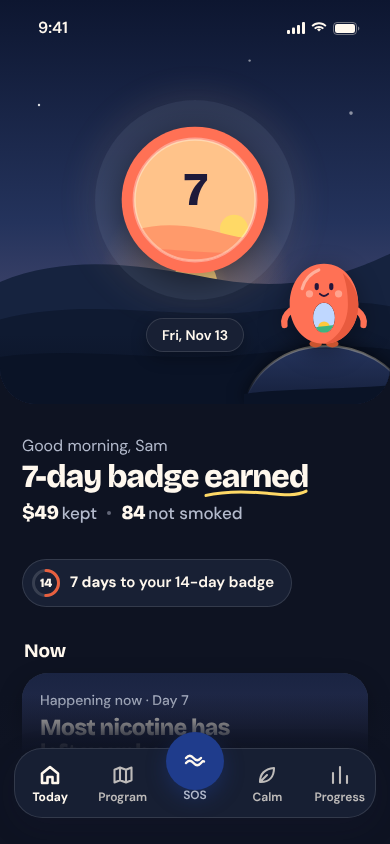 9:41
7
Fri, Nov 13
Good morning, Sam
7-day badge earned
$49 kept • 84 not smoked
14 7 days to your 14-day badge
Now
Happening now · Day 7
Most nicotine has
Today Program SOS Calm Progress